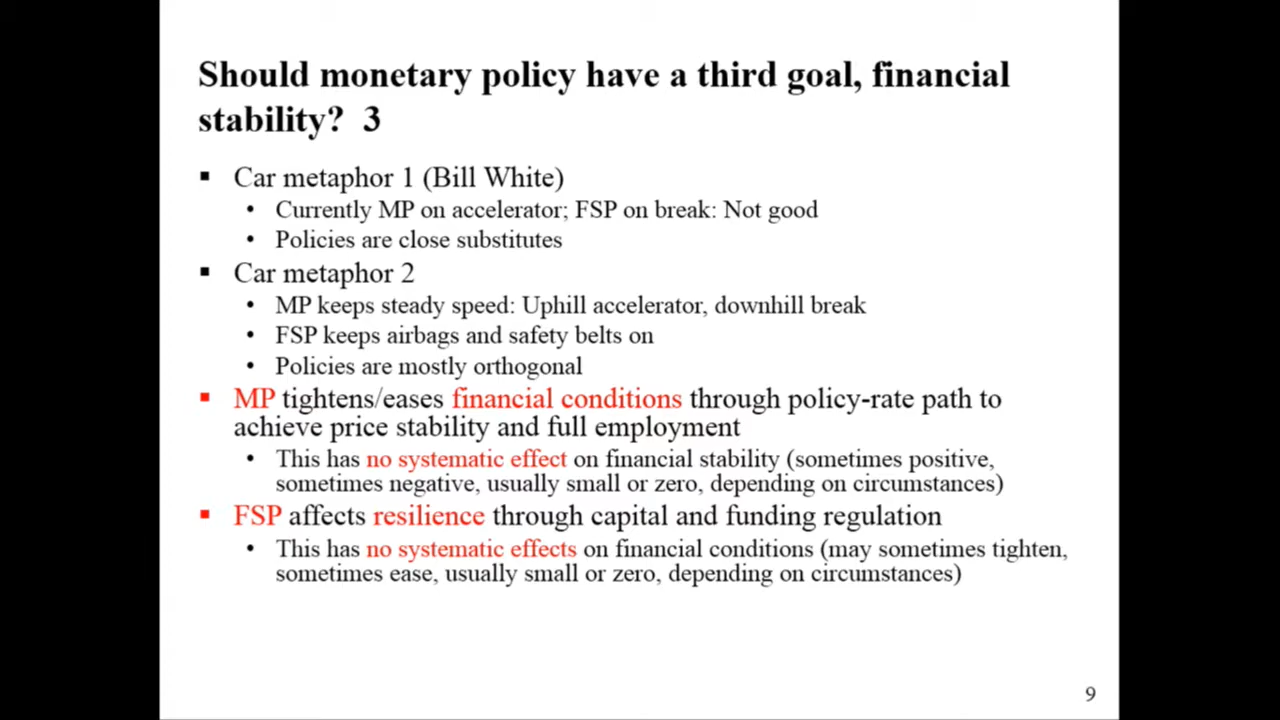 Should monetary policy have a third goal, financial
stability? 3
▪ Car metaphor 1 (Bill White)
• Currently MP on accelerator; FSP on break: Not good
• Policies are close substitutes
▪ Car metaphor 2
• MP keeps steady speed: Uphill accelerator, downhill break
• FSP keeps airbags and safety belts on
• Policies are mostly orthogonal
▪ MP tightens/eases financial conditions through policy-rate path to
achieve price stability and full employment
• This has no systematic effect on financial stability (sometimes positive,
sometimes negative, usually small or zero, depending on circumstances)
▪ FSP affects resilience through capital and funding regulation
• This has no systematic effects on financial conditions (may sometimes tighten,
sometimes ease, usually small or zero, depending on circumstances)
9